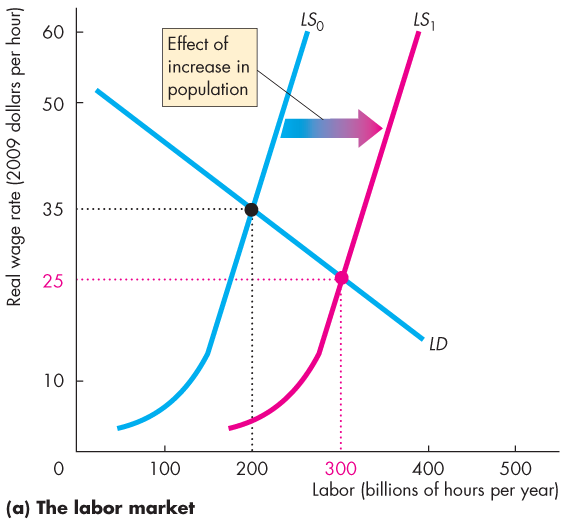 Real wage rate (2009 dollars per hour)
60
50
35
25
10
0
LS₀
LS₁
Effect of
increase in
population
LD
100
200
300
400
500
Labor (billions of hours per year)
(a) The labor market